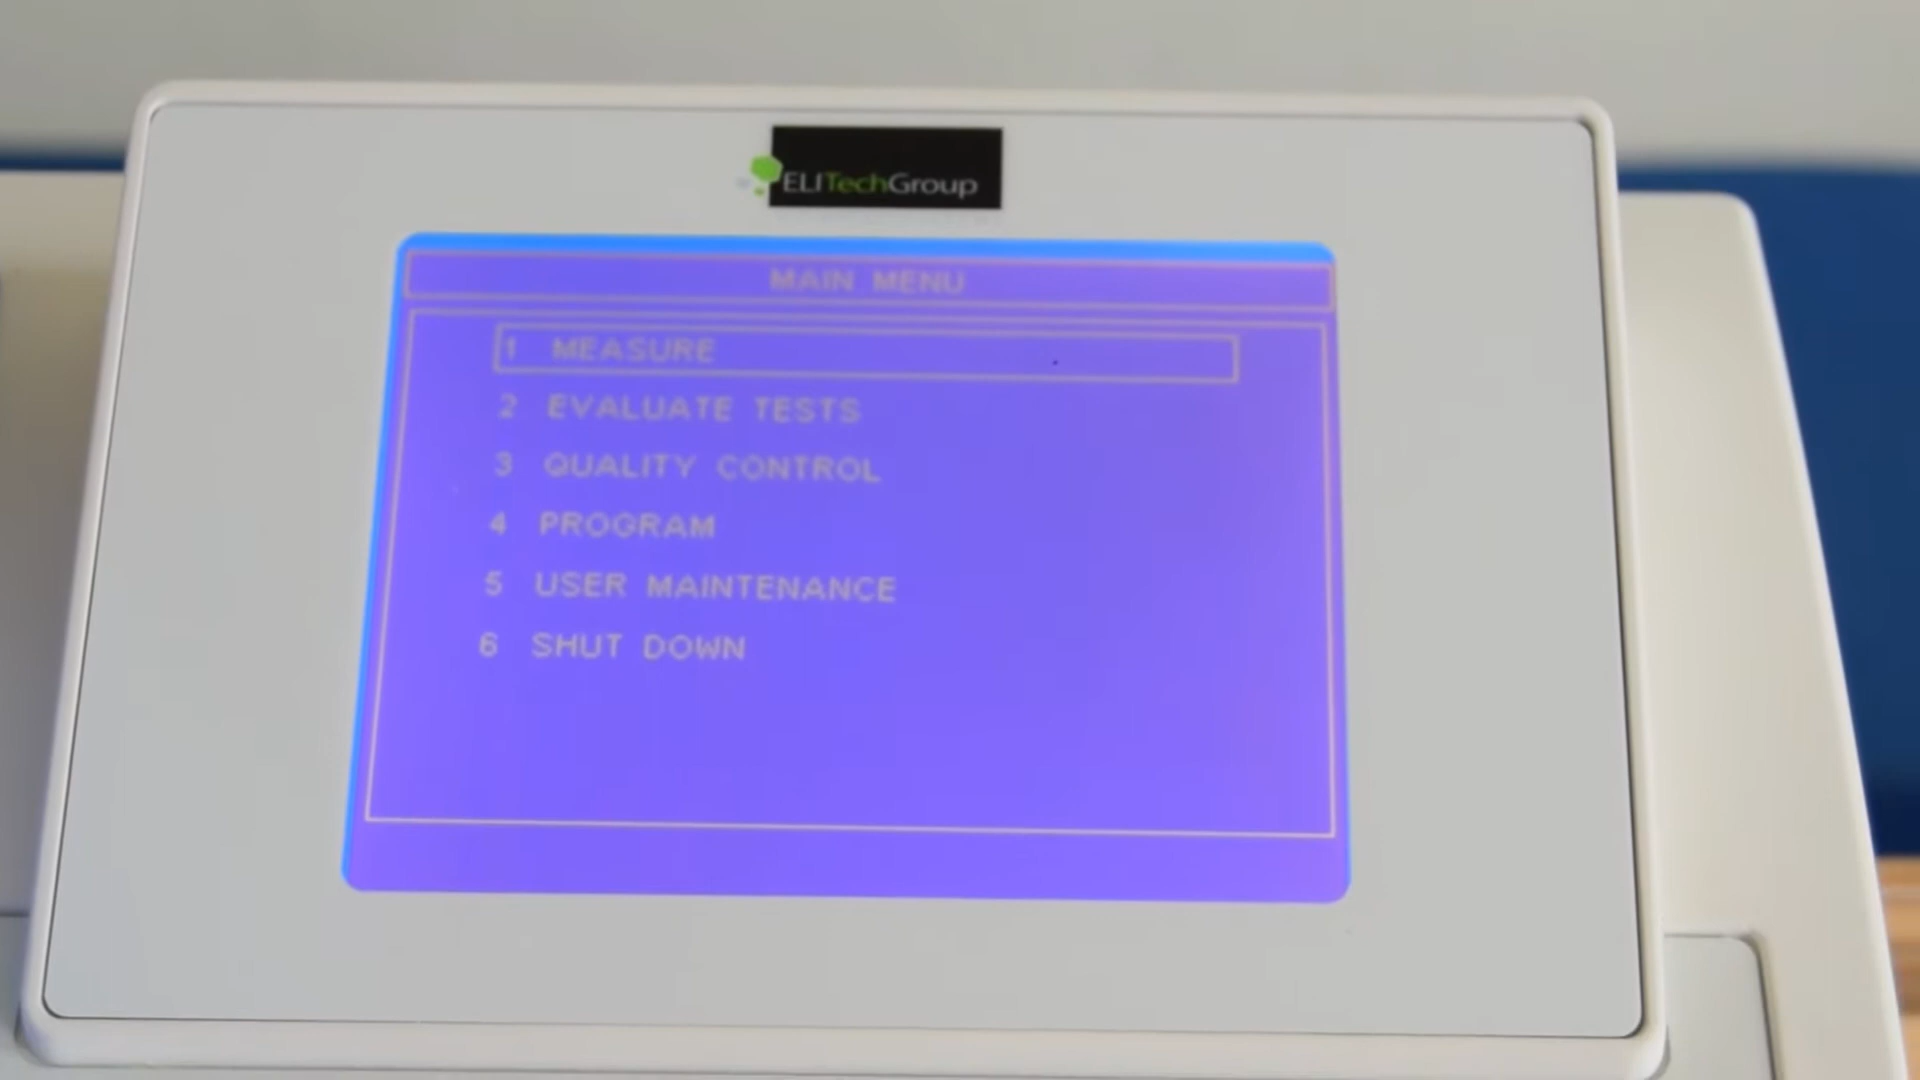 ELITechGroup
MAIN MENU
1 MEASURE
2 EVALUATE TESTS
3 QUALITY CONTROL
4 PROGRAM
5 USER MAINTENANCE
6 SHUT DOWN